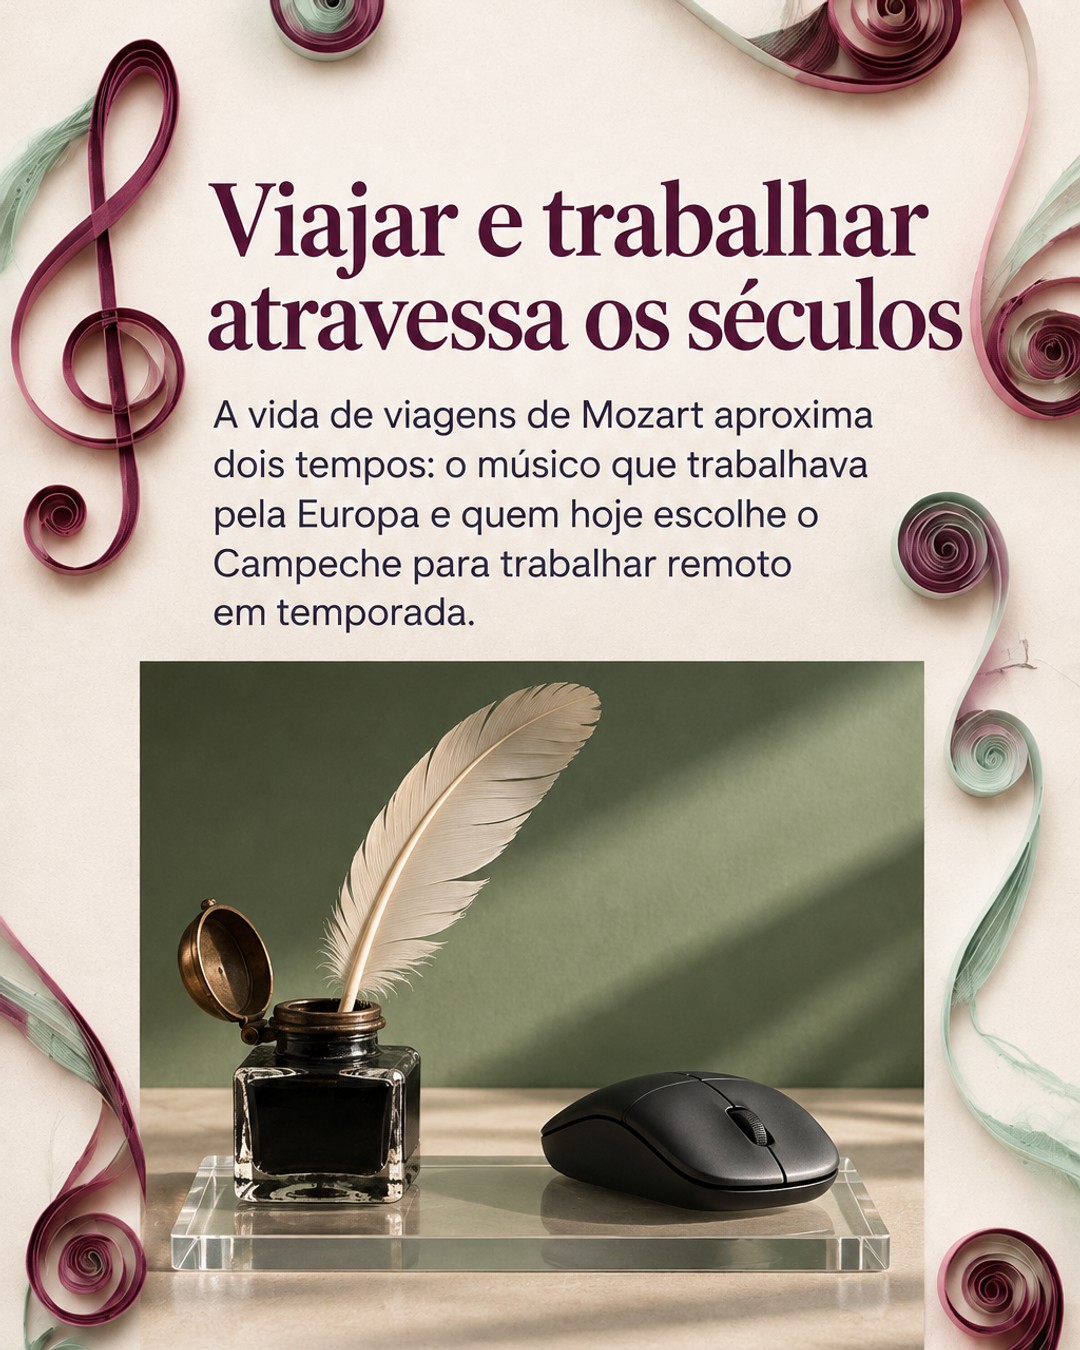 Viajar e trabalhar
atravessa os séculos
A vida de viagens de Mozart aproxima
dois tempos: o músico que trabalhava
pela Europa e quem hoje escolhe o
Campeche para trabalhar remoto
em temporada.